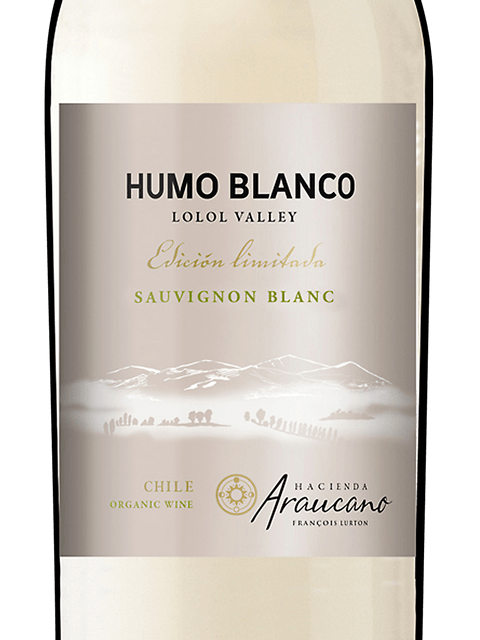 HUMO BLANCO
LOLOL VALLEY
Edición limitada
SAUVIGNON BLANC
CHILE
ORGANIC WINE
HACIENDA
Araucano
FRANÇOIS LURTON